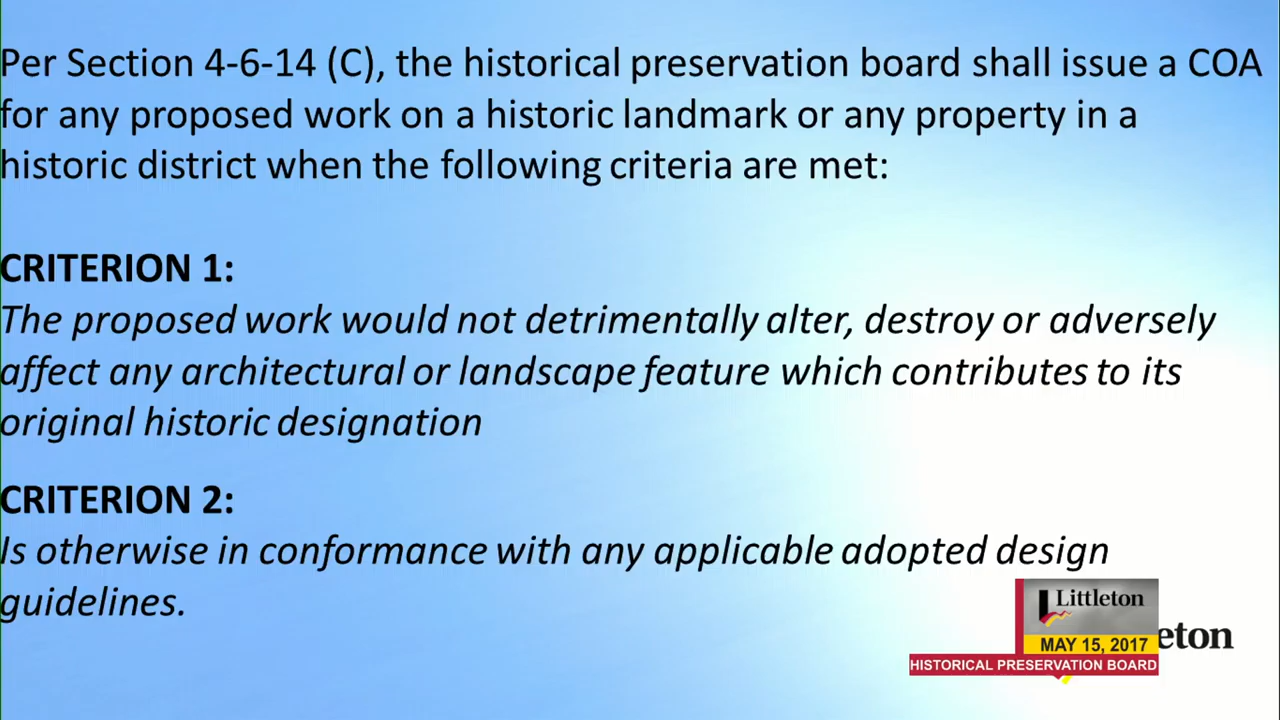 Per Section 4-6-14 (C), the historical preservation board shall issue a COA
for any proposed work on a historic landmark or any property in a
historic district when the following criteria are met:
CRITERION 1:
The proposed work would not detrimentally alter, destroy or adversely
affect any architectural or landscape feature which contributes to its
original historic designation
CRITERION 2:
Is otherwise in conformance with any applicable adopted design
guidelines.
Littleton
eton
MAY 15, 2017
HISTORICAL PRESERVATION BOARD